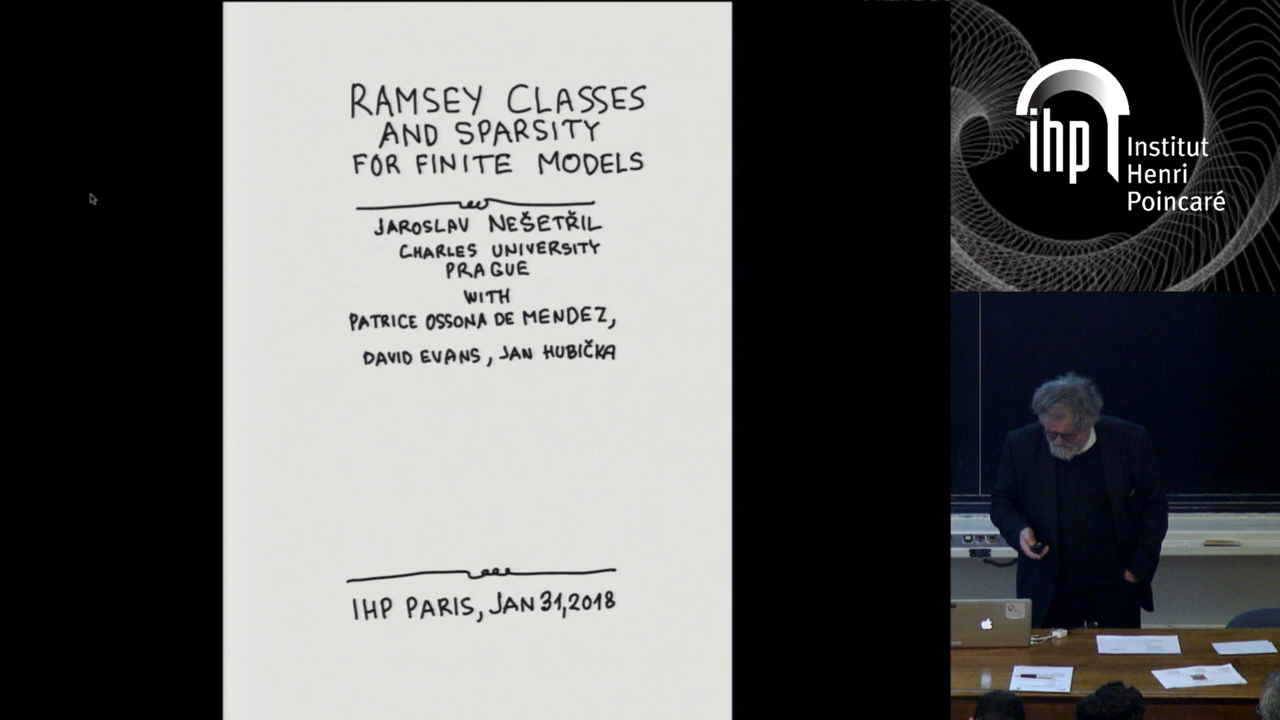 RAMSEY CLASSES
AND SPARSITY
FOR FINITE MODELS
JAROSLAV NEŠETŘIL
CHARLES UNIVERSITY
PRAGUE
WITH
PATRICE OSSONA DE MENDEZ,
DAVID EVANS, JAN HUBIČKA
IHP PARIS, JAN 31, 2018
ihp
Institut
Henri
Poincaré